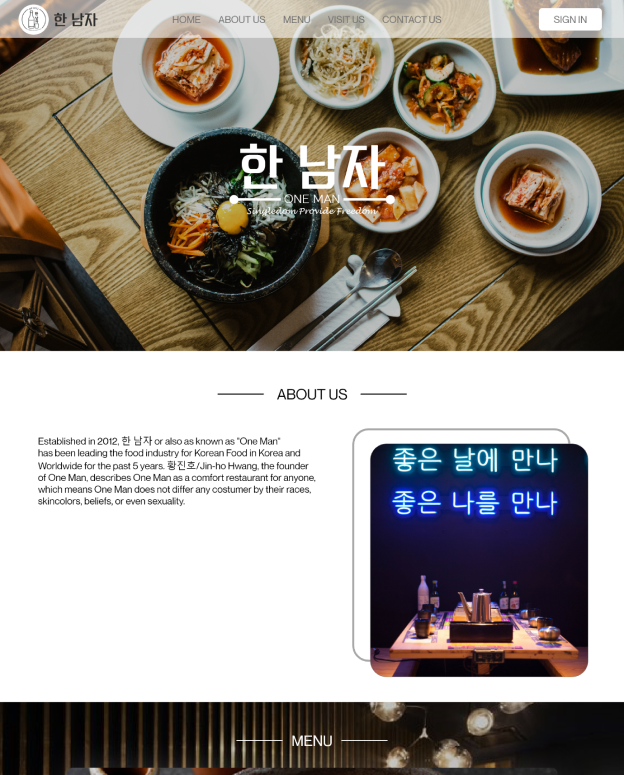 한 남자
HOME ABOUT US MENU VISIT US CONTACT US
SIGN IN
한 남자
ONE MAN
Singledom Provide Freedom
ABOUT US
Established in 2012, 한 남자 or also as known as "One Man"
has been leading the food industry for Korean Food in Korea and
Worldwide for the past 5 years. 황진호/Jin-ho Hwang, the founder
of One Man, describes One Man as a comfort restaurant for anyone,
which means One Man does not differ any costumer by their races,
skincolors, beliefs, or even sexuality.
좋은 날에 만나
좋은 나를 만나
MENU